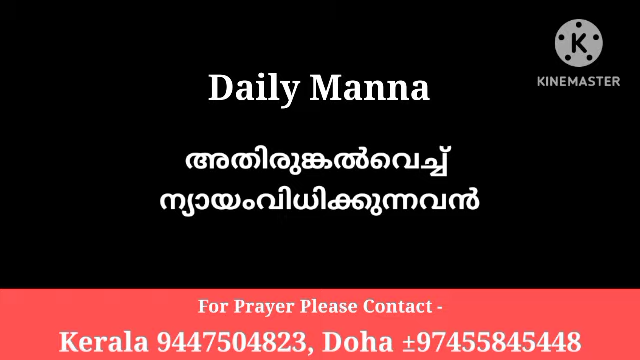 KINEMASTER
Daily Manna
അതിരുങ്കൽവെച്ച്
ന്യായംവിധിക്കുന്നവൻ
For Prayer Please Contact -
Kerala 9447504823, Doha ±97455845448